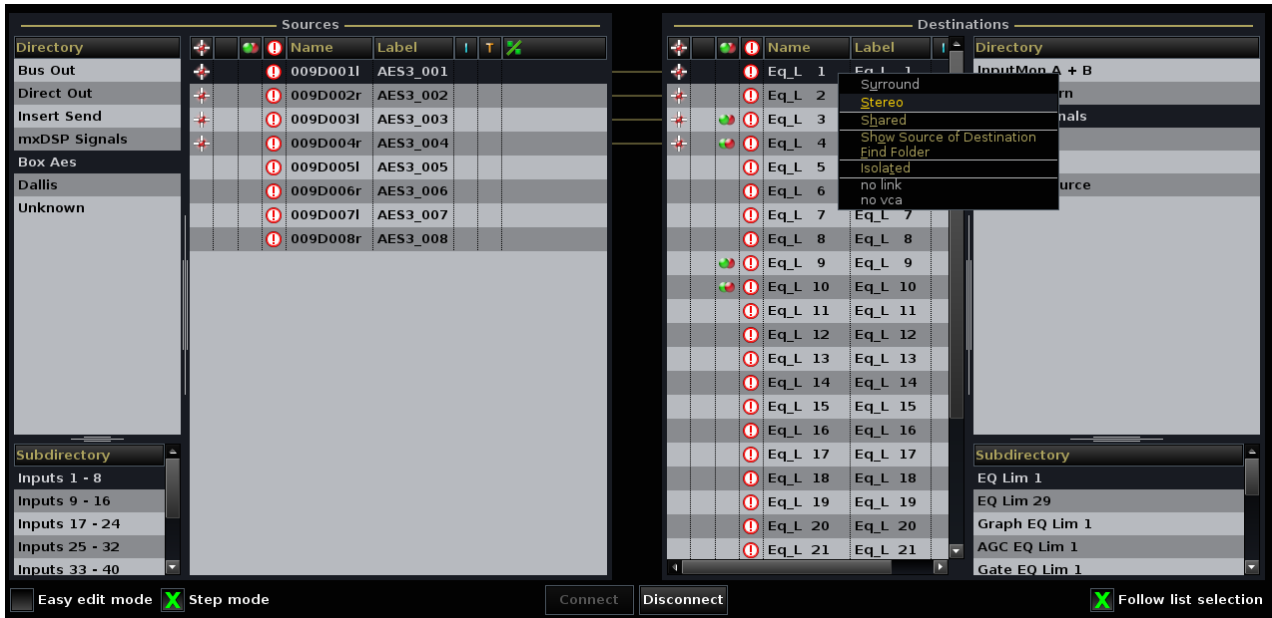 Sources
Directory
Bus Out
Direct Out
Insert Send
mxDSP Signals
Box Aes
Dallis
Unknown
Subdirectory
Inputs 1 - 8
Inputs 9 - 16
Inputs 17 - 24
Inputs 25 - 32
Inputs 33 - 40
Name Label I T
009D001l AES3_001
009D002r AES3_002
009D003l AES3_003
009D004r AES3_004
009D005l AES3_005
009D006r AES3_006
009D007l AES3_007
009D008r AES3_008
Destinations
Name Label I
Eq_L 1 Eq_L 1
Eq_L 2
Eq_L 3
Eq_L 4
Eq_L 5
Eq_L 6
Eq_L 7 Eq_L 7
Eq_L 8 Eq_L 8
Eq_L 9 Eq_L 9
Eq_L 10 Eq_L 10
Eq_L 11 Eq_L 11
Eq_L 12 Eq_L 12
Eq_L 13 Eq_L 13
Eq_L 14 Eq_L 14
Eq_L 15 Eq_L 15
Eq_L 16 Eq_L 16
Eq_L 17 Eq_L 17
Eq_L 18 Eq_L 18
Eq_L 19 Eq_L 19
Eq_L 20 Eq_L 20
Eq_L 21 Eq_L 21
Surround
Stereo
Shared
Show Source of Destination
Find Folder
Isolated
no link
no vca
Directory
InputMon A + B
Subdirectory
EQ Lim 1
EQ Lim 29
Graph EQ Lim 1
AGC EQ Lim 1
Gate EQ Lim 1
Easy edit mode X Step mode
Connect Disconnect
X Follow list selection